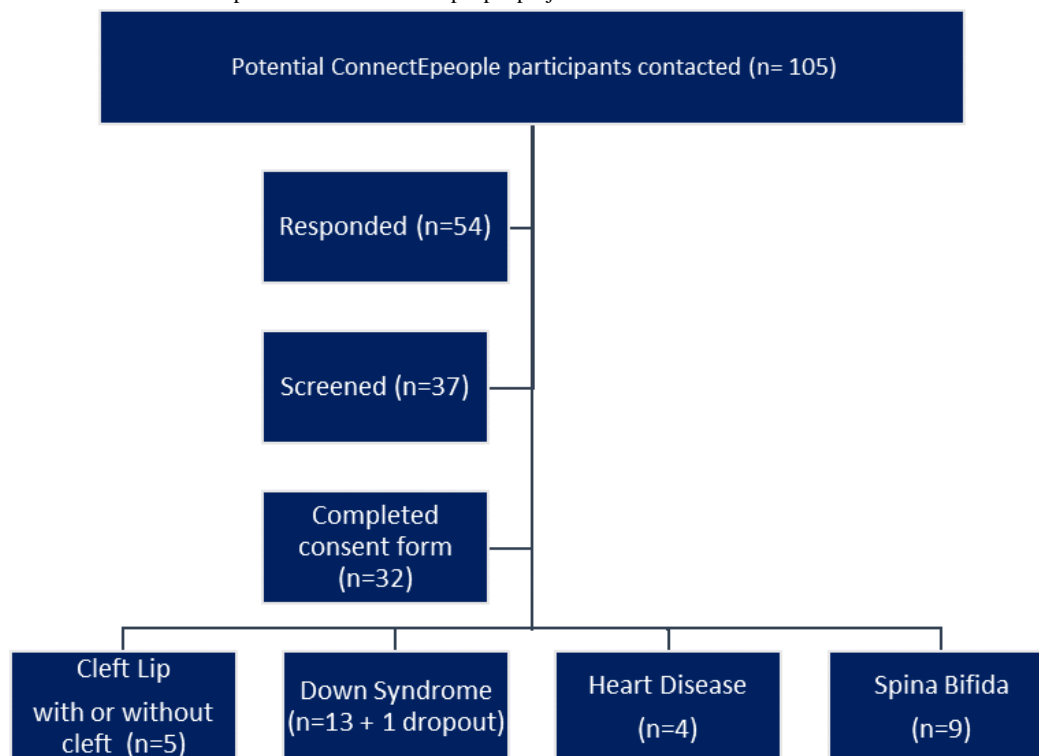 Potential ConnectEpeople participants contacted (n= 105)
Responded (n=54)
Screened (n=37)
Completed
consent form
(n=32)
Cleft Lip
with or without
cleft (n=5)
Down Syndrome
(n=13 + 1 dropout)
Heart Disease
(n=4)
Spina Bifida
(n=9)